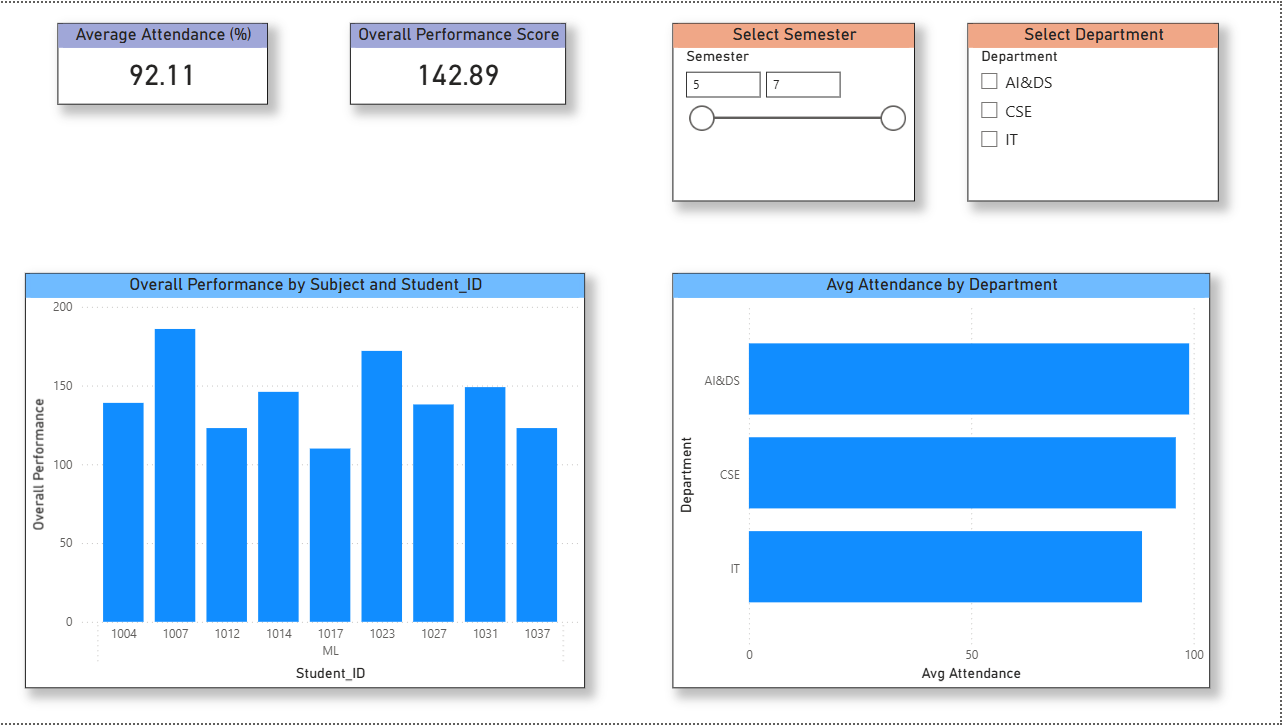 Average Attendance (%)
92.11
Overall Performance Score
142.89
Select Semester
Semester
5
7
Select Department
Department
AI&DS
CSE
IT
Overall Performance by Subject and Student_ID
Overall Performance
200
150
100
50
0
1004 1007 1012 1014 1017 1023 1027 1031 1037
ML
Student_ID
Avg Attendance by Department
Department
AI&DS
CSE
IT
0 50 100
Avg Attendance